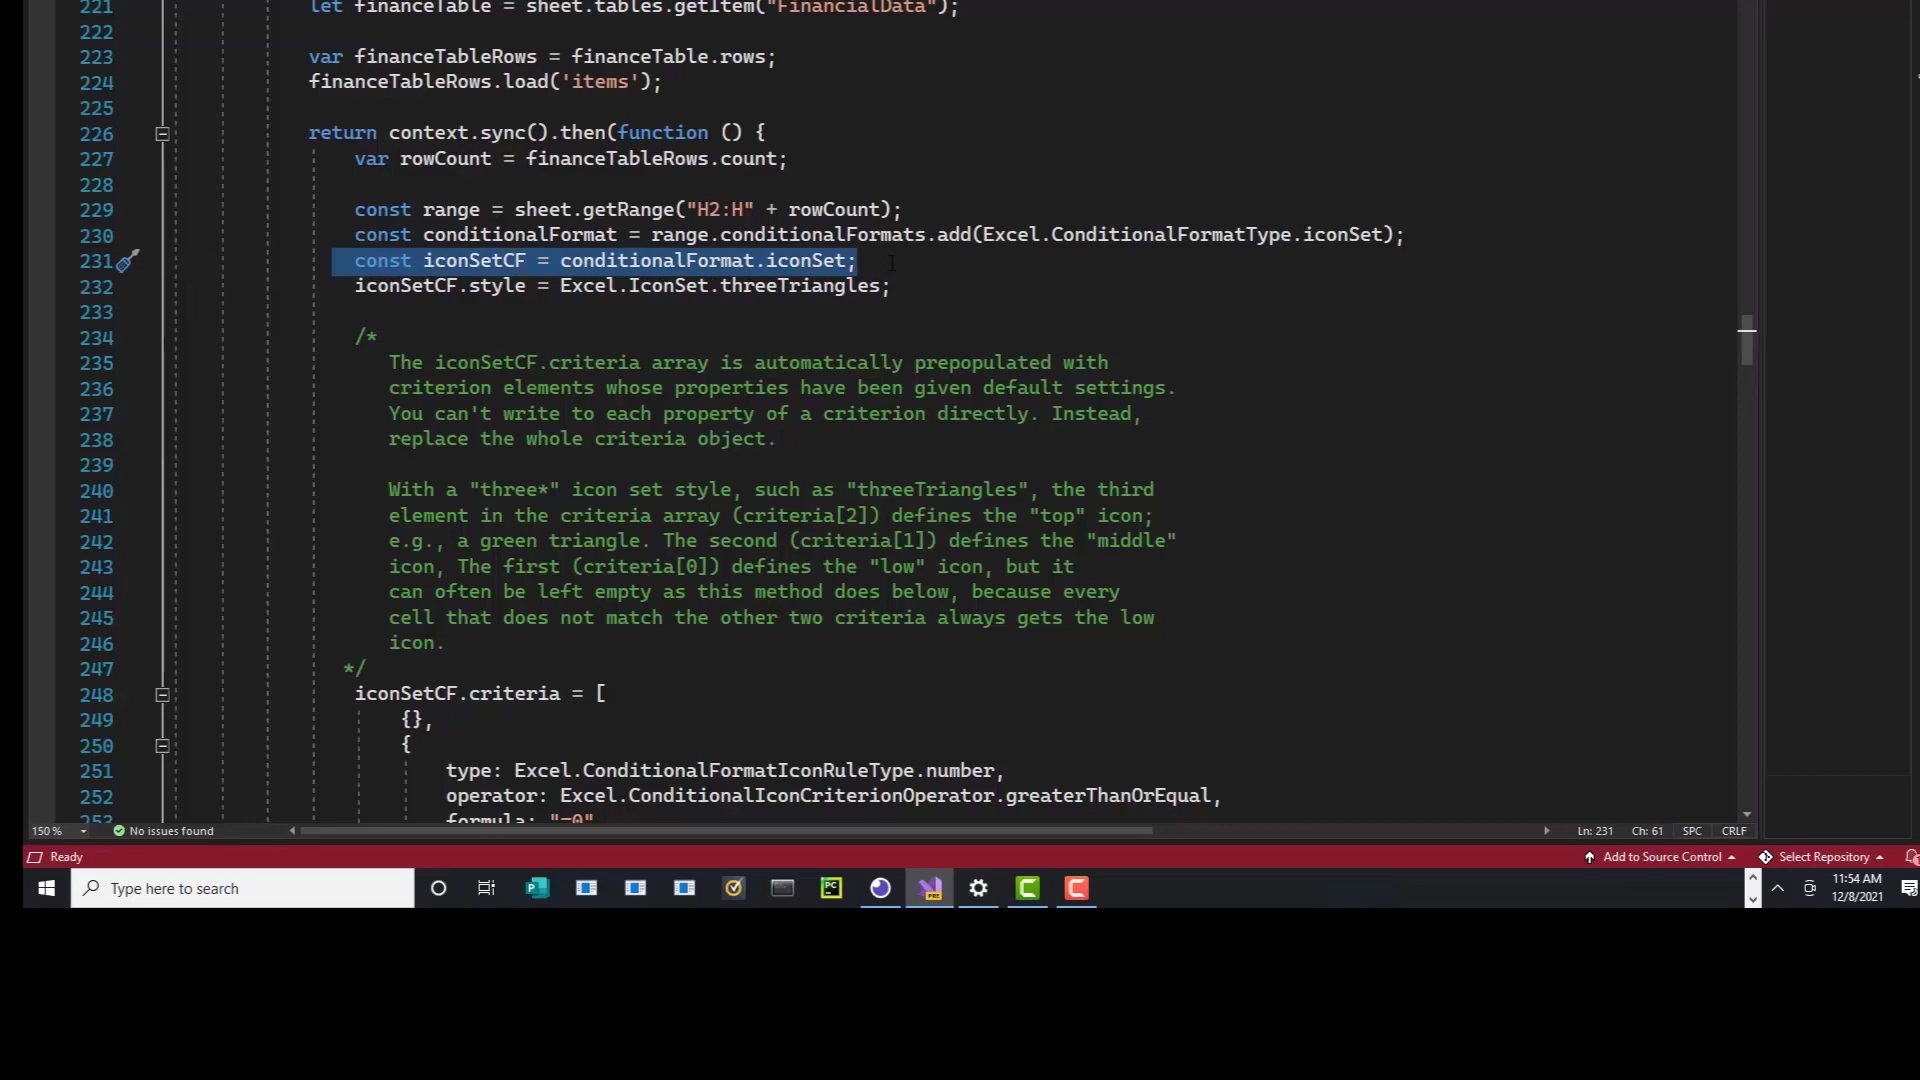 221 let financeTable = sheet.tables.getItem("FinancialData");
222
223 var financeTableRows = financeTable.rows;
224 financeTableRows.load('items');
225
226 return context.sync().then(function () {
227 var rowCount = financeTableRows.count;
228
229 const range = sheet.getRange("H2:H" + rowCount);
230 const conditionalFormat = range.conditionalFormats.add(Excel.ConditionalFormatType.iconSet);
231 const iconSetCF = conditionalFormat.iconSet;
232 iconSetCF.style = Excel.IconSet.threeTriangles;
233
234 /*
235 The iconSetCF.criteria array is automatically prepopulated with
236 criterion elements whose properties have been given default settings.
237 You can't write to each property of a criterion directly. Instead,
238 replace the whole criteria object.
239
240 With a "three*" icon set style, such as "threeTriangles", the third
241 element in the criteria array (criteria[2]) defines the "top" icon;
242 e.g., a green triangle. The second (criteria[1]) defines the "middle"
243 icon, The first (criteria[0]) defines the "low" icon, but it
244 can often be left empty as this method does below, because every
245 cell that does not match the other two criteria always gets the low
246 icon.
247 */
248 iconSetCF.criteria = [
249 {},
250 {
251 type: Excel.ConditionalFormatIconRuleType.number,
252 operator: Excel.ConditionalIconCriterionOperator.greaterThanOrEqual,
253 formula: "=0"
150 % No issues found Ln: 231 Ch: 61 SPC CRLF
Ready Add to Source Control Select Repository
Type here to search P PC PRE C C 11:54 AM
12/8/2021